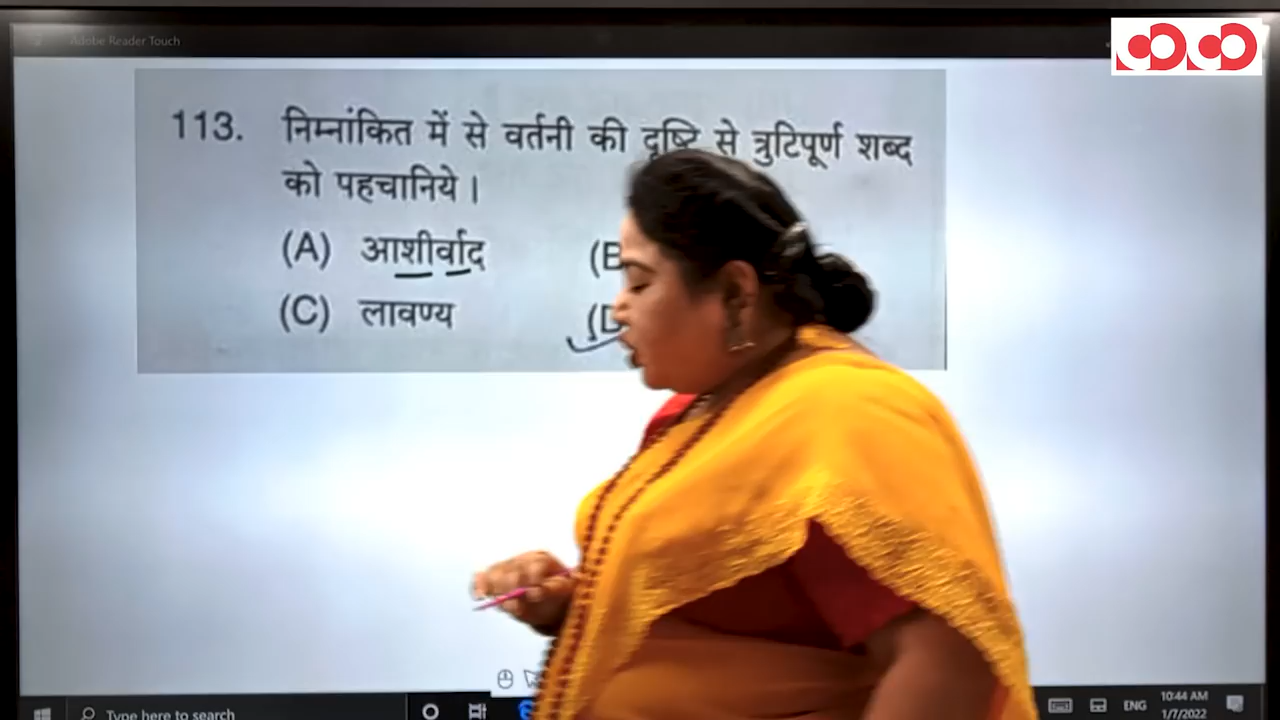 Adobe Reader Touch
113. निम्नांकित में से वर्तनी की दृष्टि से त्रुटिपूर्ण शब्द
को पहचानिये।
(A) आशीर्वाद (B
(C) लावण्य (D
Type here to search
ENG
10:44 AM
1/7/2022